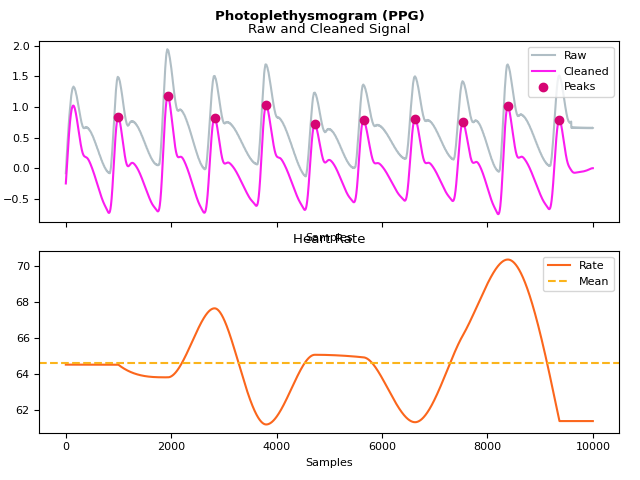 Photoplethysmogram (PPG)
Raw and Cleaned Signal
2.0
1.5
1.0
0.5
0.0
−0.5
Raw
Cleaned
Peaks
Samples
Heart Rate
70
68
66
64
62
Rate
Mean
0
2000
4000
6000
8000
10000
Samples